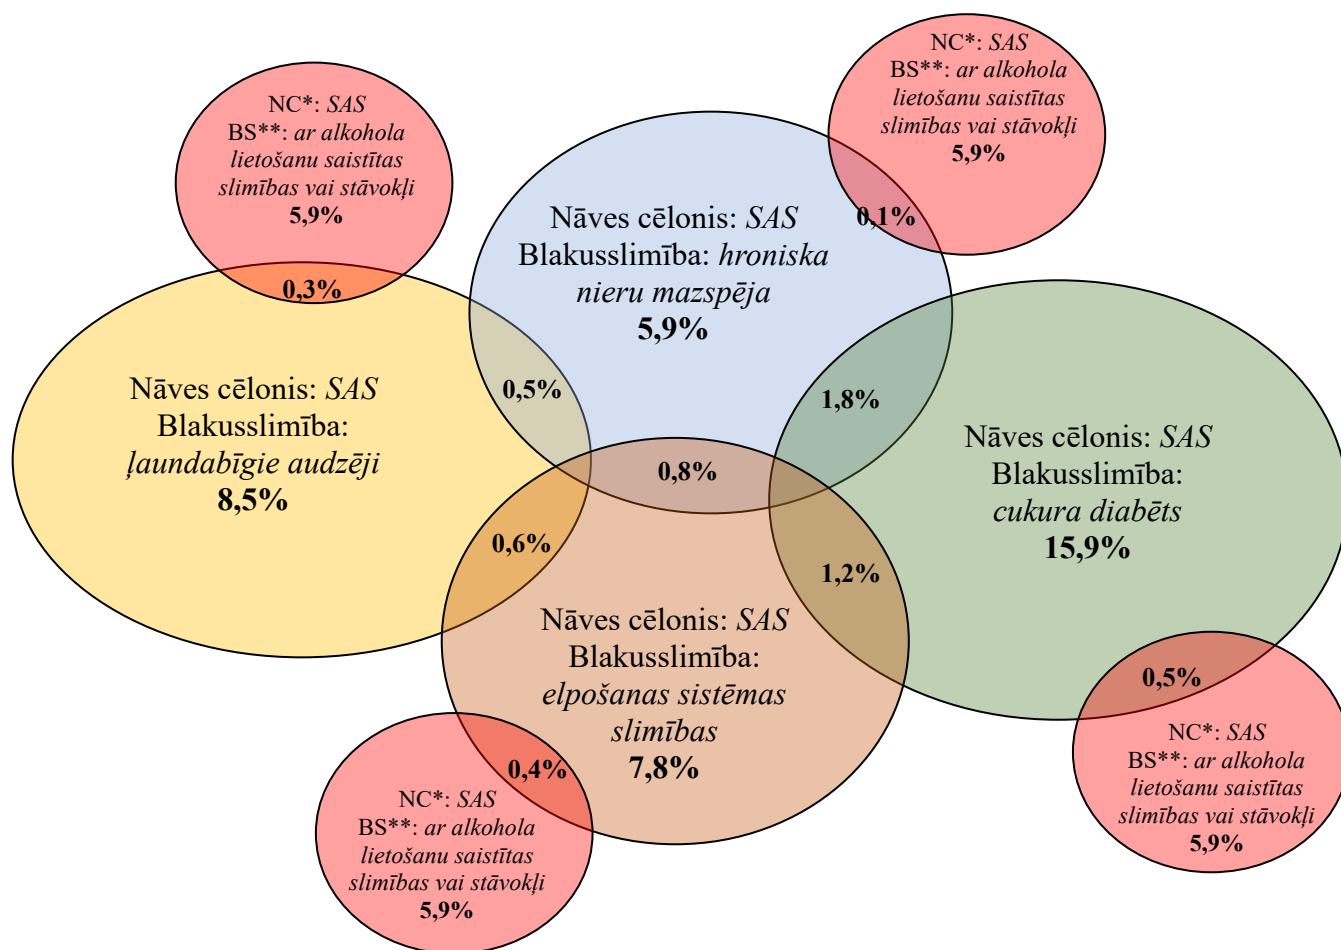 NC*: SAS
BS**: ar alkohola
lietošanu saistītas
slimības vai stāvokļi
5,9%
0,1%
NC*: SAS
BS**: ar alkohola
lietošanu saistītas
slimības vai stāvokļi
5,9%
0,3%
Nāves cēlonis: SAS
Blakusslimība: hroniska
nieru mazspēja
5,9%
Nāves cēlonis: SAS
Blakusslimība:
ļaundabīgie audzēji
8,5%
0,5%
1,8%
Nāves cēlonis: SAS
Blakusslimība:
cukura diabēts
15,9%
0,8%
0,6%
1,2%
Nāves cēlonis: SAS
Blakusslimība:
elpošanas sistēmas
slimības
7,8%
0,5%
NC*: SAS
BS**: ar alkohola
lietošanu saistītas
slimības vai stāvokļi
5,9%
0,4%
NC*: SAS
BS**: ar alkohola
lietošanu saistītas
slimības vai stāvokļi
5,9%